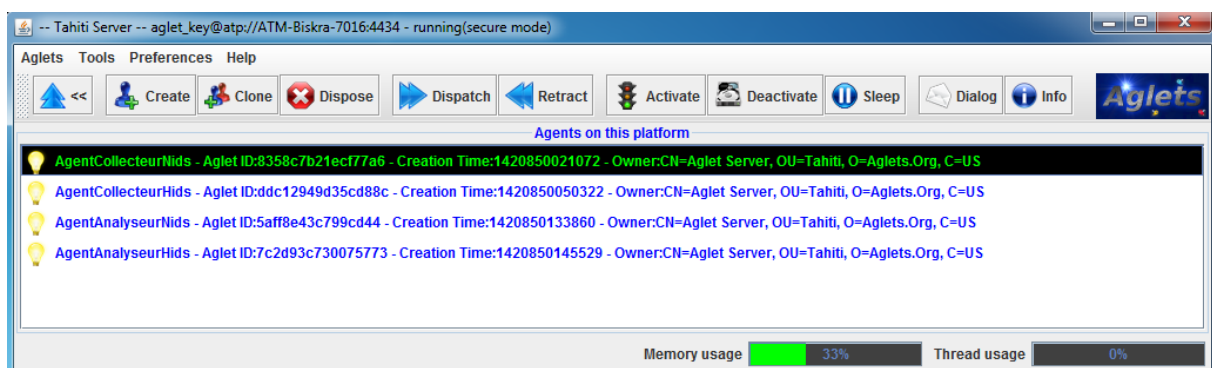 -- Tahiti Server -- aglet_key@atp://ATM-Biskra-7016:4434 - running(secure mode)
Aglets Tools Preferences Help
<< Create Clone Dispose Dispatch Retract Activate Deactivate Sleep Dialog Info Aglets
Agents on this platform
AgentCollecteurNids - Aglet ID:8358c7b21ecf77a6 - Creation Time:1420850021072 - Owner:CN=Aglet Server, OU=Tahiti, O=Aglets.Org, C=US
AgentCollecteurHids - Aglet ID:ddc12949d35cd88c - Creation Time:1420850050322 - Owner:CN=Aglet Server, OU=Tahiti, O=Aglets.Org, C=US
AgentAnalyseurNids - Aglet ID:5aff8e43c799cd44 - Creation Time:1420850133860 - Owner:CN=Aglet Server, OU=Tahiti, O=Aglets.Org, C=US
AgentAnalyseurHids - Aglet ID:7c2d93c730075773 - Creation Time:1420850145529 - Owner:CN=Aglet Server, OU=Tahiti, O=Aglets.Org, C=US
Memory usage 33% Thread usage 0%